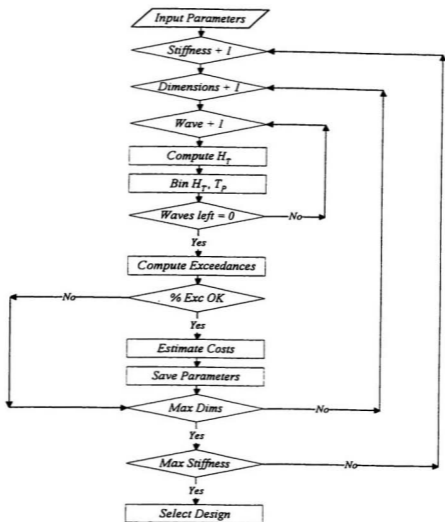 Input Parameters
Stiffness + 1
Dimensions + 1
Wave + 1
Compute H_T
Bin H_T, T_P
Waves left = 0
No
Yes
Compute Exceedances
No
% Exc OK
Yes
Estimate Costs
Save Parameters
Max Dims
No
Yes
Max Stiffness
No
Yes
Select Design